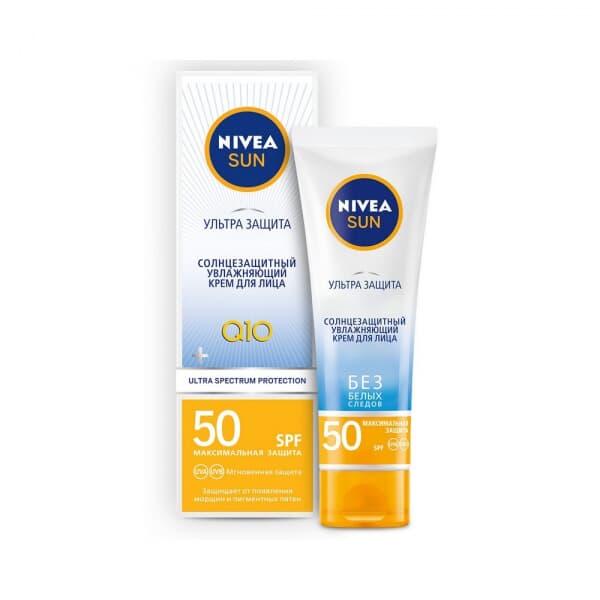 NIVEA
SUN
УЛЬТРА ЗАЩИТА
СОЛНЦЕЗАЩИТНЫЙ
УВЛАЖНЯЮЩИЙ
КРЕМ ДЛЯ ЛИЦА
Q10
ULTRA SPECTRUM PROTECTION
50 SPF
МАКСИМАЛЬНАЯ ЗАЩИТА
UVA UVB Мгновенная защита
Защищает от появления
морщин и пигментных пятен
NIVEA
SUN
УЛЬТРА ЗАЩИТА
СОЛНЦЕЗАЩИТНЫЙ
УВЛАЖНЯЮЩИЙ
КРЕМ ДЛЯ ЛИЦА
БЕЗ
БЕЛЫХ
СЛЕДОВ
50 МАКСИМАЛЬНАЯ
ЗАЩИТА
SPF